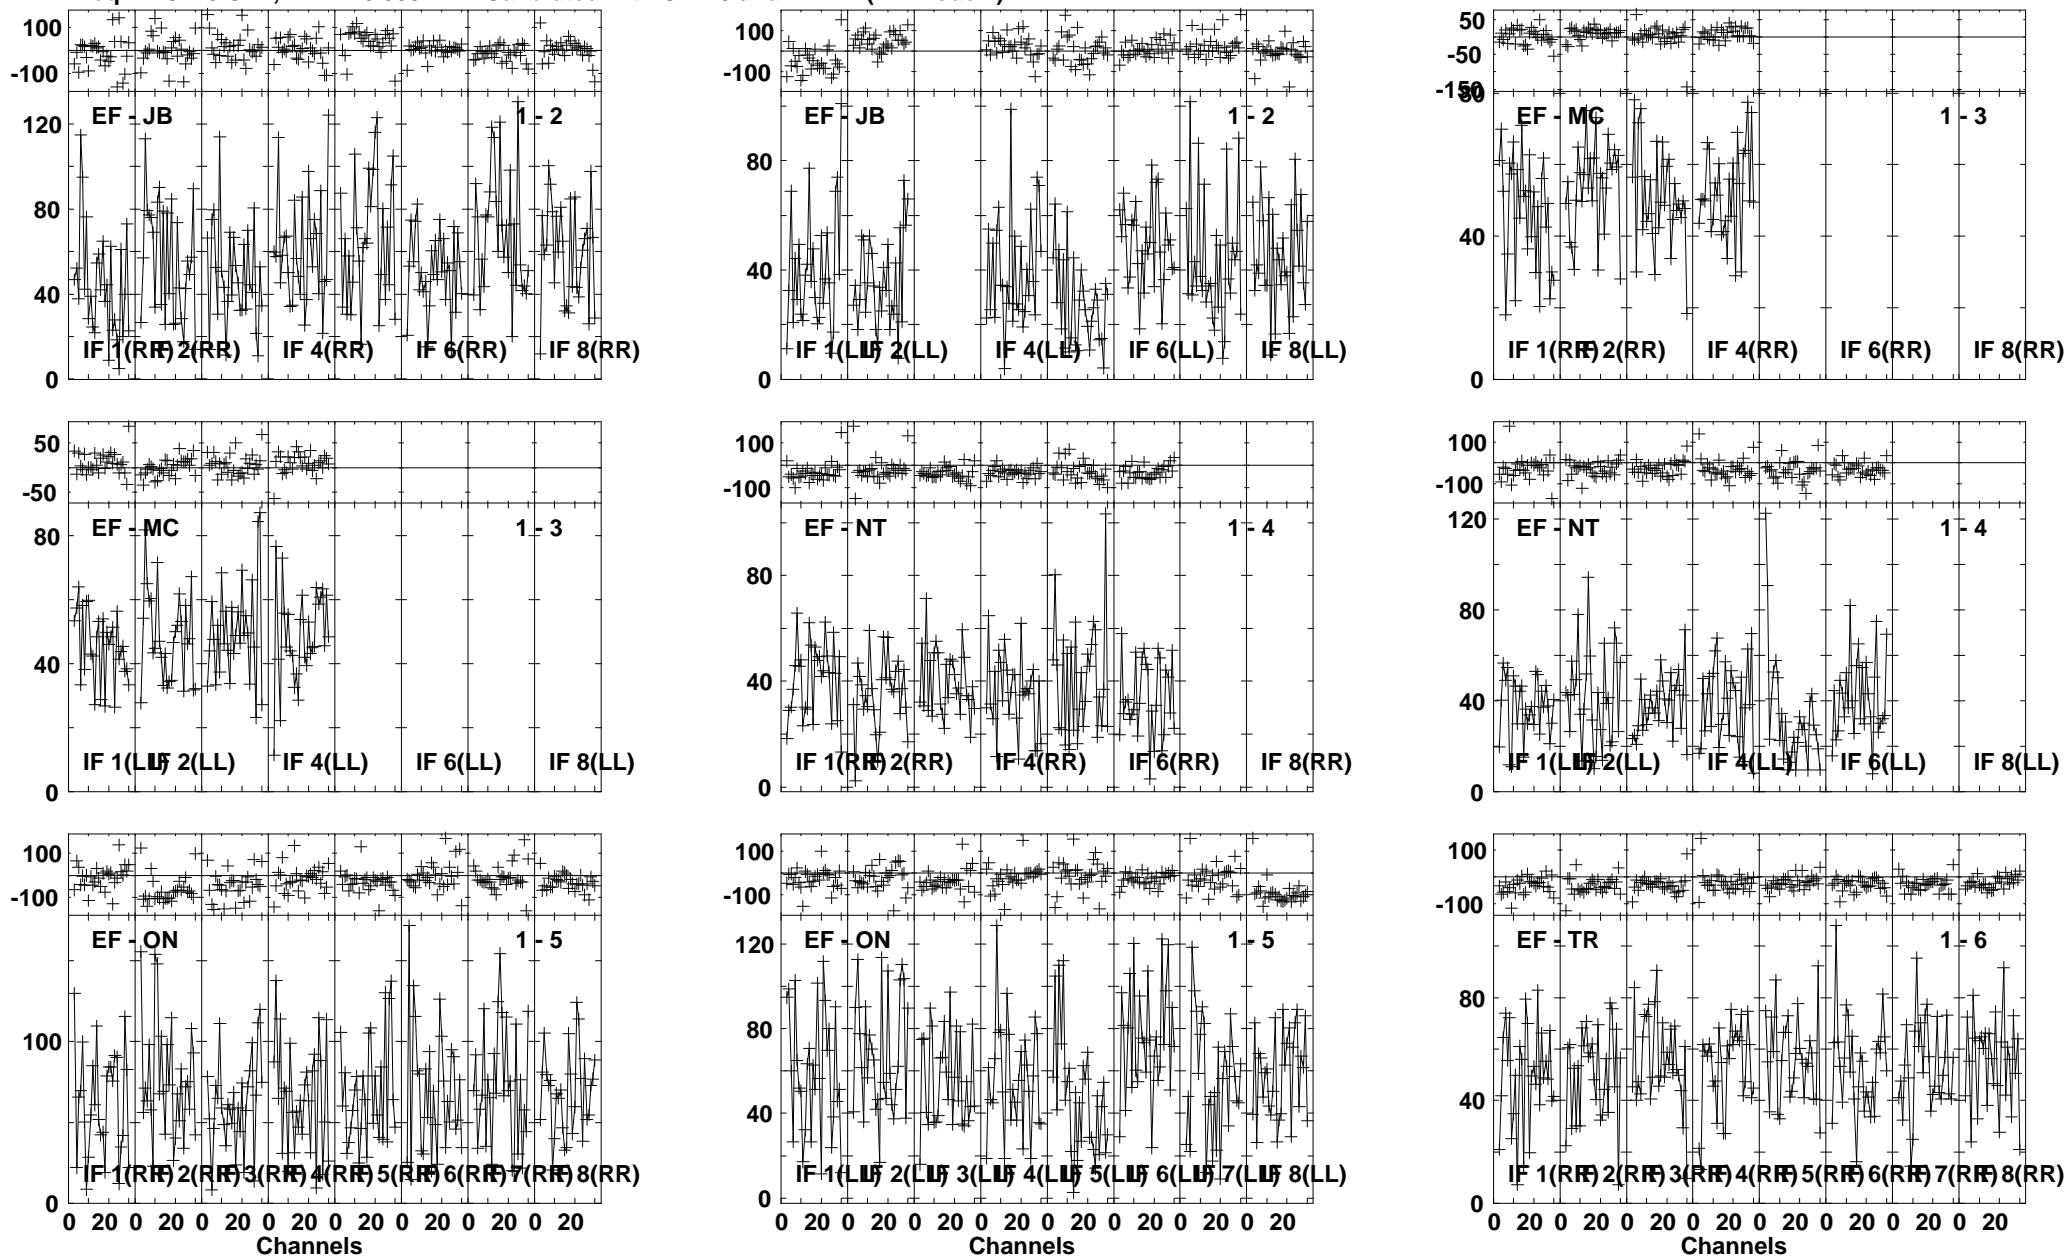 100
-100
EF - JB 1 - 2
120
80
40
0
IF 1(RR) IF 2(RR) IF 4(RR) IF 6(RR) IF 8(RR)
100
-100
EF - JB 1 - 2
80
40
0
IF 1(LL) IF 2(LL) IF 4(LL) IF 6(LL) IF 8(LL)
50
-50
-150
80
EF - MC 1 - 3
40
0
IF 1(RR) IF 2(RR) IF 4(RR) IF 6(RR) IF 8(RR)
50
-50
EF - MC 1 - 3
80
40
0
IF 1(LL) IF 2(LL) IF 4(LL) IF 6(LL) IF 8(LL)
100
-100
EF - NT 1 - 4
80
40
0
IF 1(RR) IF 2(RR) IF 4(RR) IF 6(RR) IF 8(RR)
100
-100
EF - NT 1 - 4
120
80
40
0
IF 1(LL) IF 2(LL) IF 4(LL) IF 6(LL) IF 8(LL)
100
-100
EF - ON 1 - 5
100
0
IF 1(RR) IF 2(RR) IF 3(RR) IF 4(RR) IF 5(RR) IF 6(RR) IF 7(RR) IF 8(RR)
0 20 0 20 0 20 0 20 0 20 0 20 0 20 0 20
Channels
100
-100
EF - ON 1 - 5
120
80
40
0
IF 1(LL) IF 2(LL) IF 3(LL) IF 4(LL) IF 5(LL) IF 6(LL) IF 7(LL) IF 8(LL)
0 20 0 20 0 20 0 20 0 20 0 20 0 20 0 20
Channels
100
-100
EF - TR 1 - 6
80
40
0
IF 1(RR) IF 2(RR) IF 3(RR) IF 4(RR) IF 5(RR) IF 6(RR) IF 7(RR) IF 8(RR)
0 20 0 20 0 20 0 20 0 20 0 20 0 20 0 20
Channels